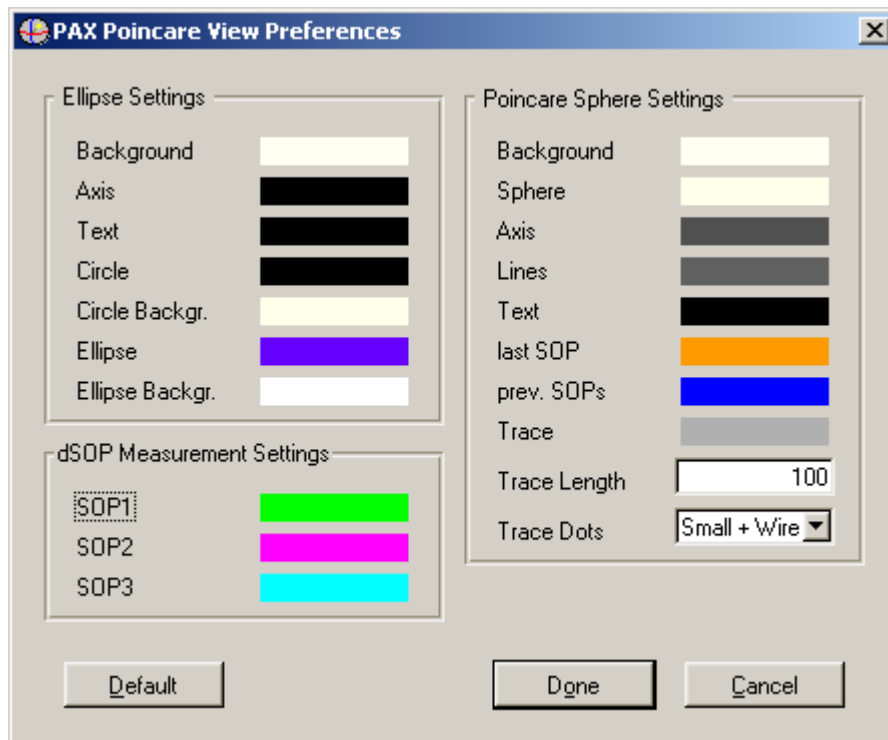 PAX Poincare View Preferences
Ellipse Settings
Background
Axis
Text
Circle
Circle Backgr.
Ellipse
Ellipse Backgr.
dSOP Measurement Settings
SOP1
SOP2
SOP3
Poincare Sphere Settings
Background
Sphere
Axis
Lines
Text
last SOP
prev. SOPs
Trace
Trace Length 100
Trace Dots Small + Wire
Default Done Cancel